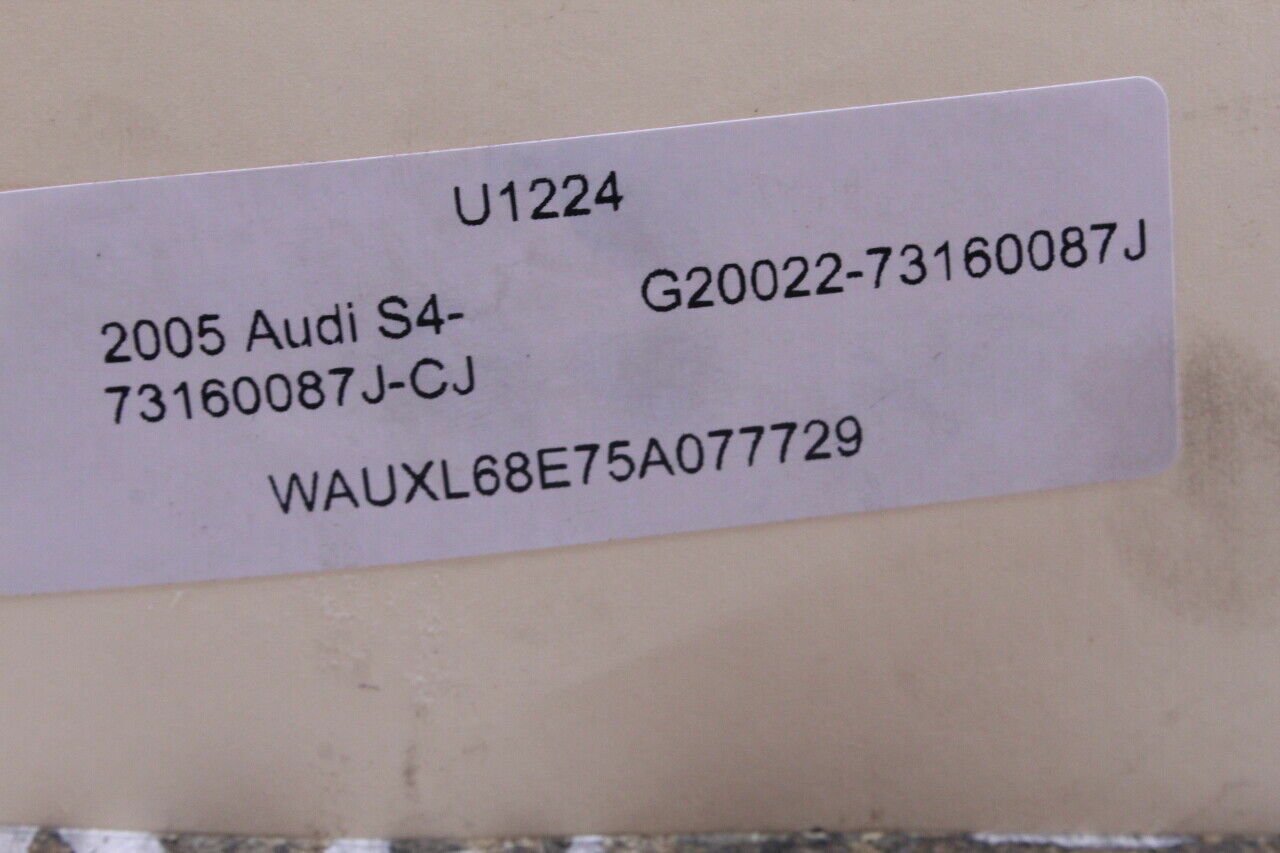 U1224
G20022-73160087J
2005 Audi S4-
73160087J-CJ
WAUXL68E75A077729